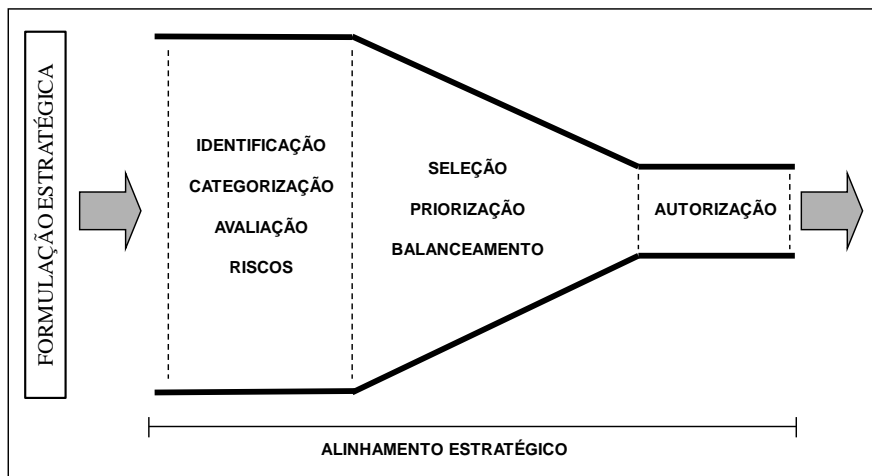 FORMULAÇÃO ESTRATÉGICA
IDENTIFICAÇÃO
CATEGORIZAÇÃO
AVALIAÇÃO
RISCOS
SELEÇÃO
PRIORIZAÇÃO
BALANCEAMENTO
AUTORIZAÇÃO
ALINHAMENTO ESTRATÉGICO